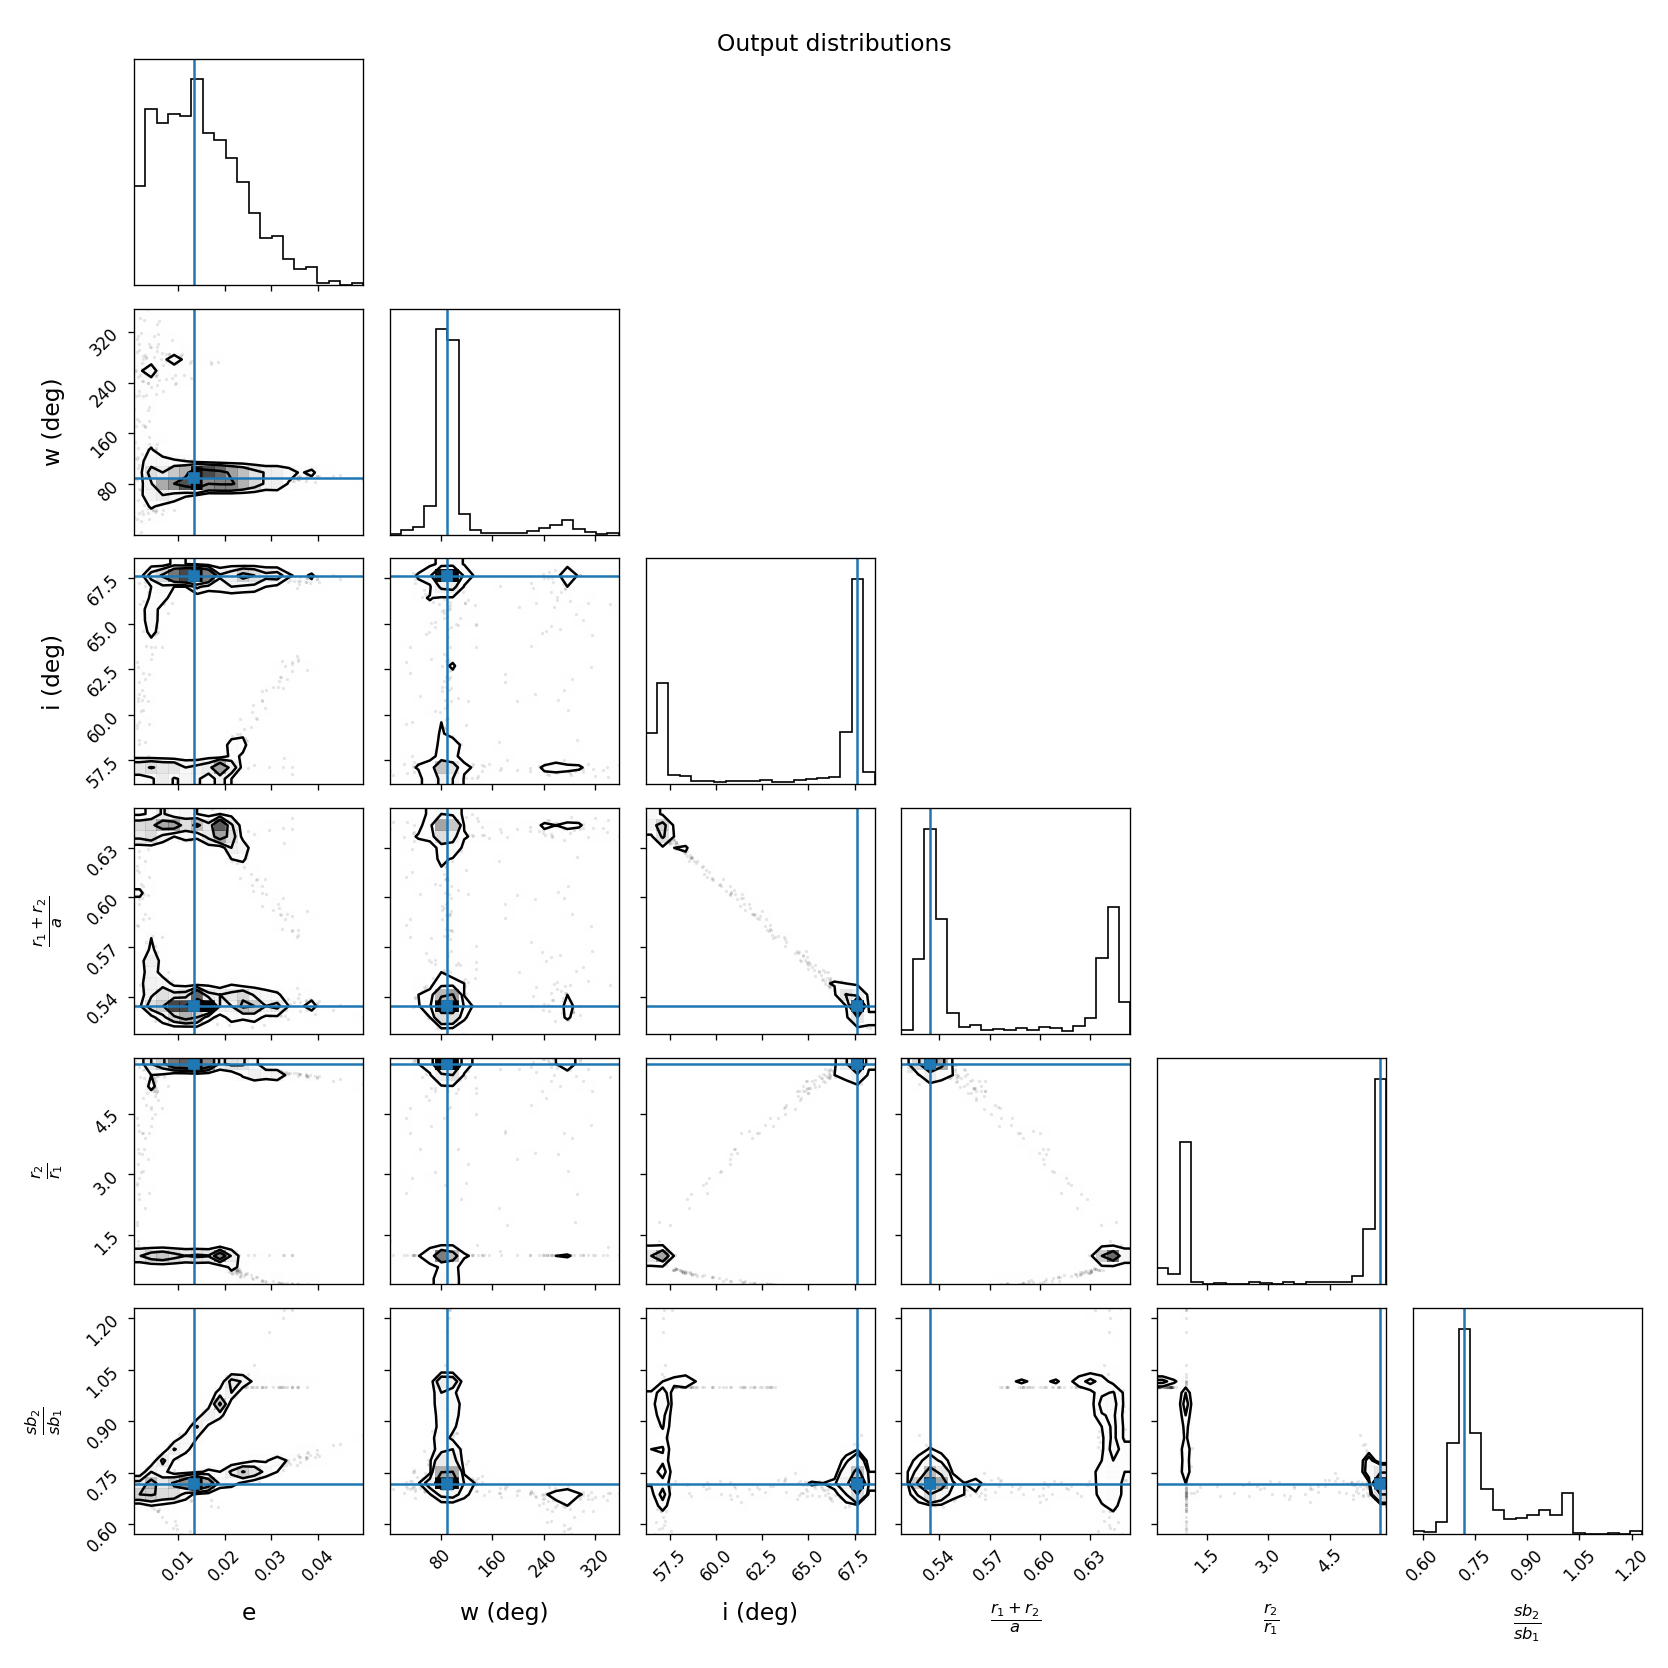 Output distributions
w (deg)
320
240
160
80
i (deg)
67.5
65.0
62.5
60.0
57.5
r1 + r2
a
0.63
0.60
0.57
0.54
r2
r1
4.5
3.0
1.5
sb2
sb1
1.20
1.05
0.90
0.75
0.60
0.01 0.02 0.03 0.04 80 160 240 320 57.5 60.0 62.5 65.0 67.5 0.54 0.57 0.60 0.63 1.5 3.0 4.5 0.60 0.75 0.90 1.05 1.20
e w (deg) i (deg)
r1 + r2
a
r2
r1
sb2
sb1